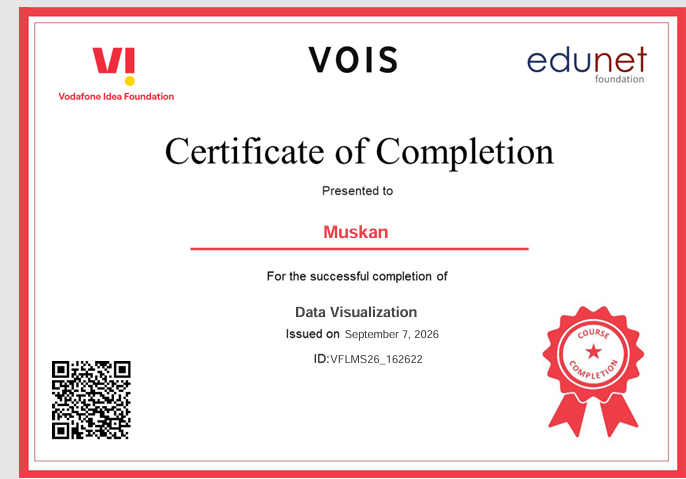 VI
Vodafone Idea Foundation
VOIS
edunet
foundation
Certificate of Completion
Presented to
Muskan
For the successful completion of
Data Visualization
Issued on September 7, 2026
ID:VFLMS26_162622
COURSE
COMPLETION